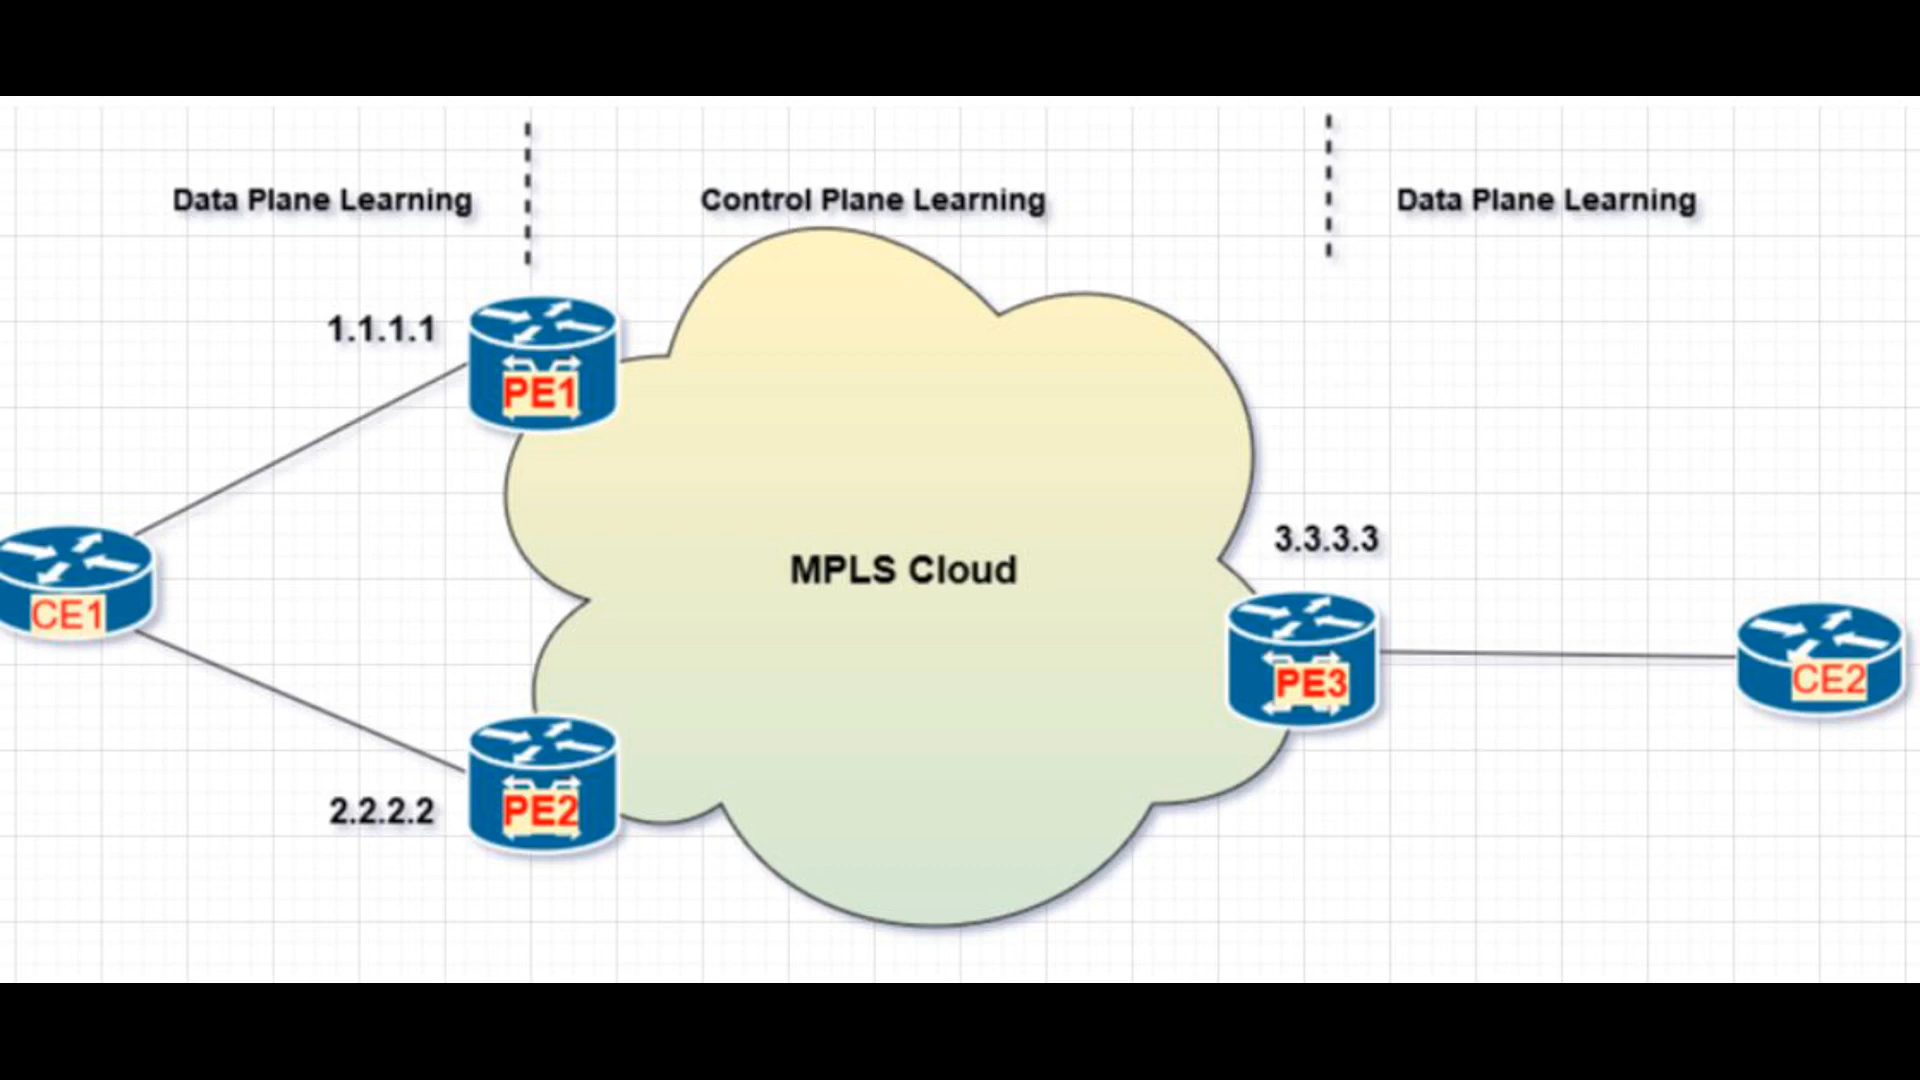 Data Plane Learning
Control Plane Learning
Data Plane Learning
1.1.1.1
PE1
MPLS Cloud
3.3.3.3
CE1
PE3
CE2
2.2.2.2
PE2